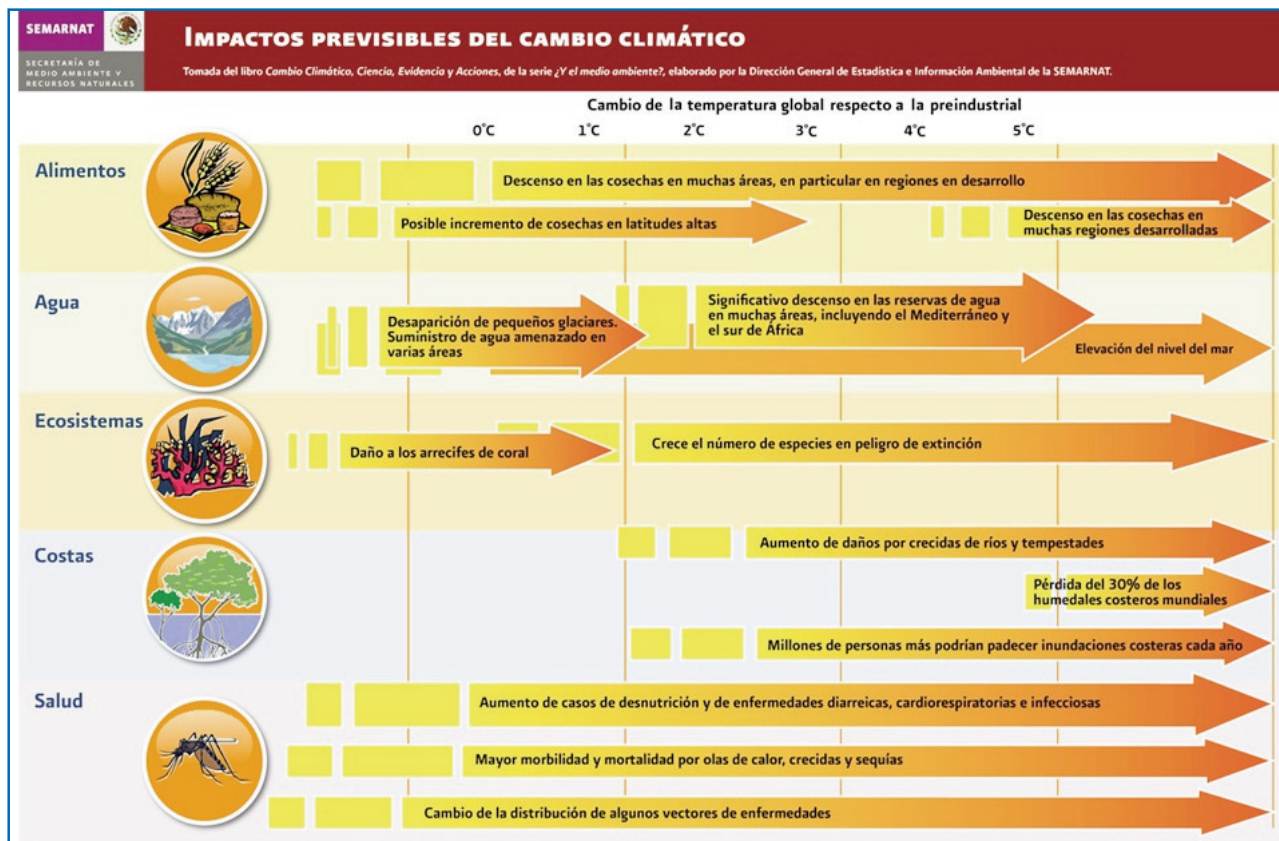 SEMARNAT
SECRETARÍA DE
MEDIO AMBIENTE Y
RECURSOS NATURALES
IMPACTOS PREVISIBLES DEL CAMBIO CLIMÁTICO
Tomada del libro Cambio Climático, Ciencia, Evidencia y Acciones, de la serie ¿Y el medio ambiente?, elaborado por la Dirección General de Estadística e Información Ambiental de la SEMARNAT.
Cambio de la temperatura global respecto a la preindustrial
0°C 1°C 2°C 3°C 4°C 5°C
Alimentos
Descenso en las cosechas en muchas áreas, en particular en regiones en desarrollo
Posible incremento de cosechas en latitudes altas
Descenso en las cosechas en
muchas regiones desarrolladas
Agua
Desaparición de pequeños glaciares.
Suministro de agua amenazado en
varias áreas
Significativo descenso en las reservas de agua
en muchas áreas, incluyendo el Mediterráneo y
el sur de África
Elevación del nivel del mar
Ecosistemas
Daño a los arrecifes de coral
Crece el número de especies en peligro de extinción
Costas
Aumento de daños por crecidas de ríos y tempestades
Pérdida del 30% de los
humedales costeros mundiales
Millones de personas más podrían padecer inundaciones costeras cada año
Salud
Aumento de casos de desnutrición y de enfermedades diarreicas, cardiorespiratorias e infecciosas
Mayor morbilidad y mortalidad por olas de calor, crecidas y sequías
Cambio de la distribución de algunos vectores de enfermedades